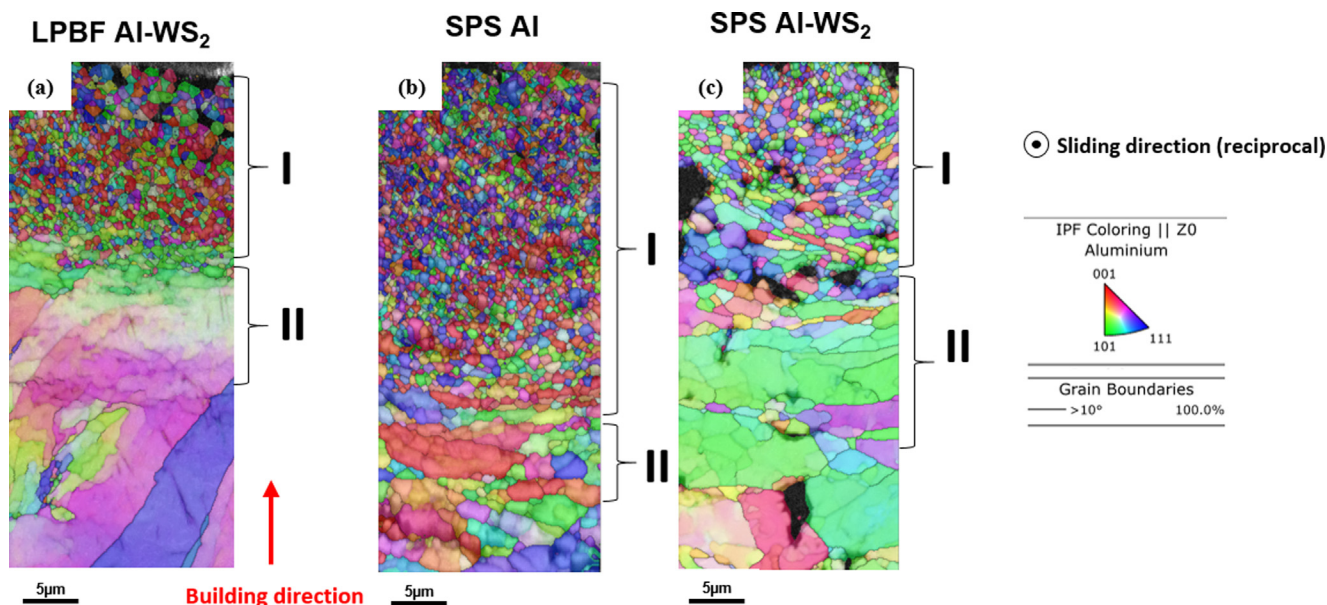 LPBF Al-WS₂
SPS Al
SPS Al-WS₂
(a)
I
II
5µm
Building direction
(b)
I
II
5µm
(c)
I
II
5µm
Sliding direction (reciprocal)
IPF Coloring || Z0
Aluminium
001
101
111
Grain Boundaries
>10° 100.0%